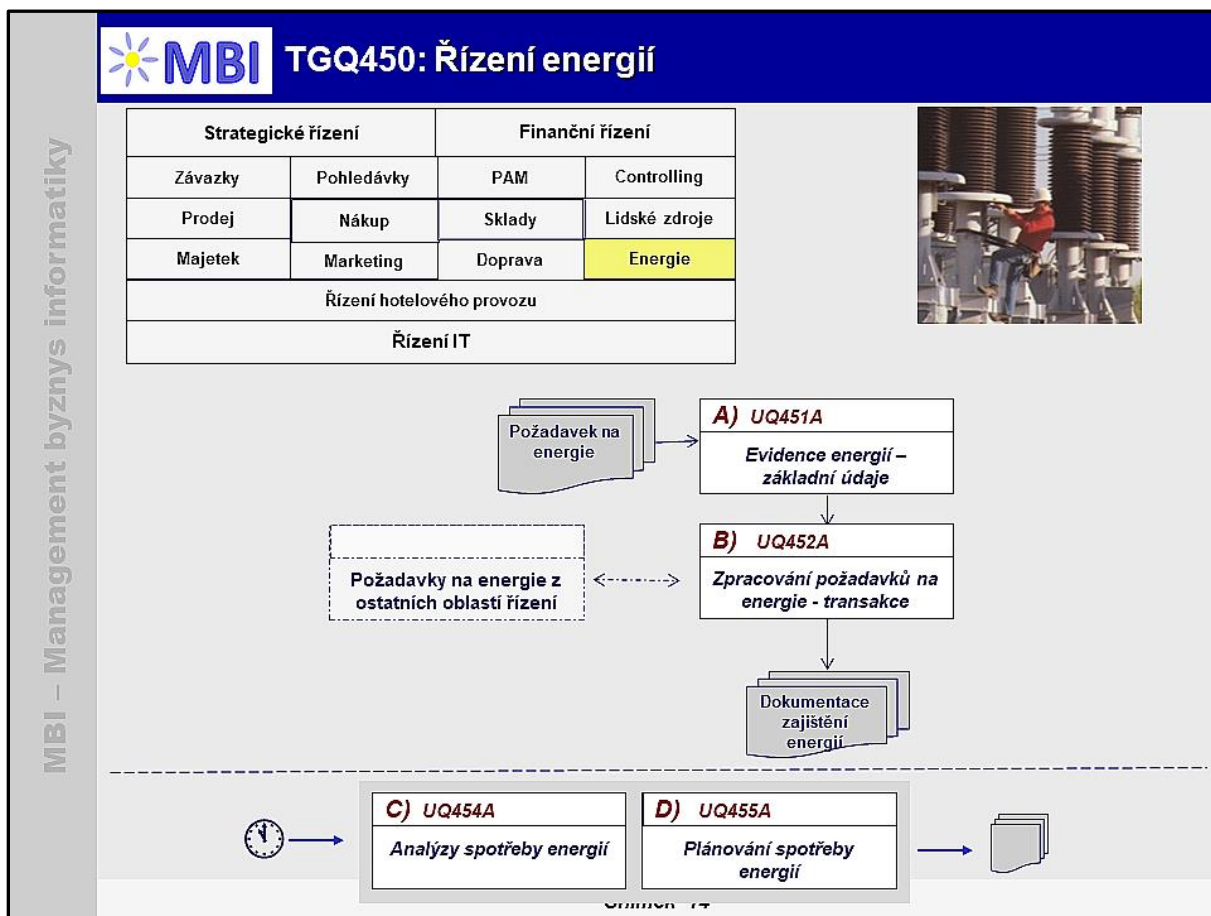 MBI – Management byznys informatiky
MBI
TGQ450: Řízení energií
Strategické řízení
Finanční řízení
Závazky
Pohledávky
PAM
Controlling
Prodej
Nákup
Sklady
Lidské zdroje
Majetek
Marketing
Doprava
Energie
Řízení hotelového provozu
Řízení IT
Požadavek na
energie
A) UQ451A
Evidence energií –
základní údaje
B) UQ452A
Zpracování požadavků na
energie - transakce
Požadavky na energie z
ostatních oblastí řízení
Dokumentace
zajištění
energií
C) UQ454A
Analýzy spotřeby energií
D) UQ455A
Plánování spotřeby
energií